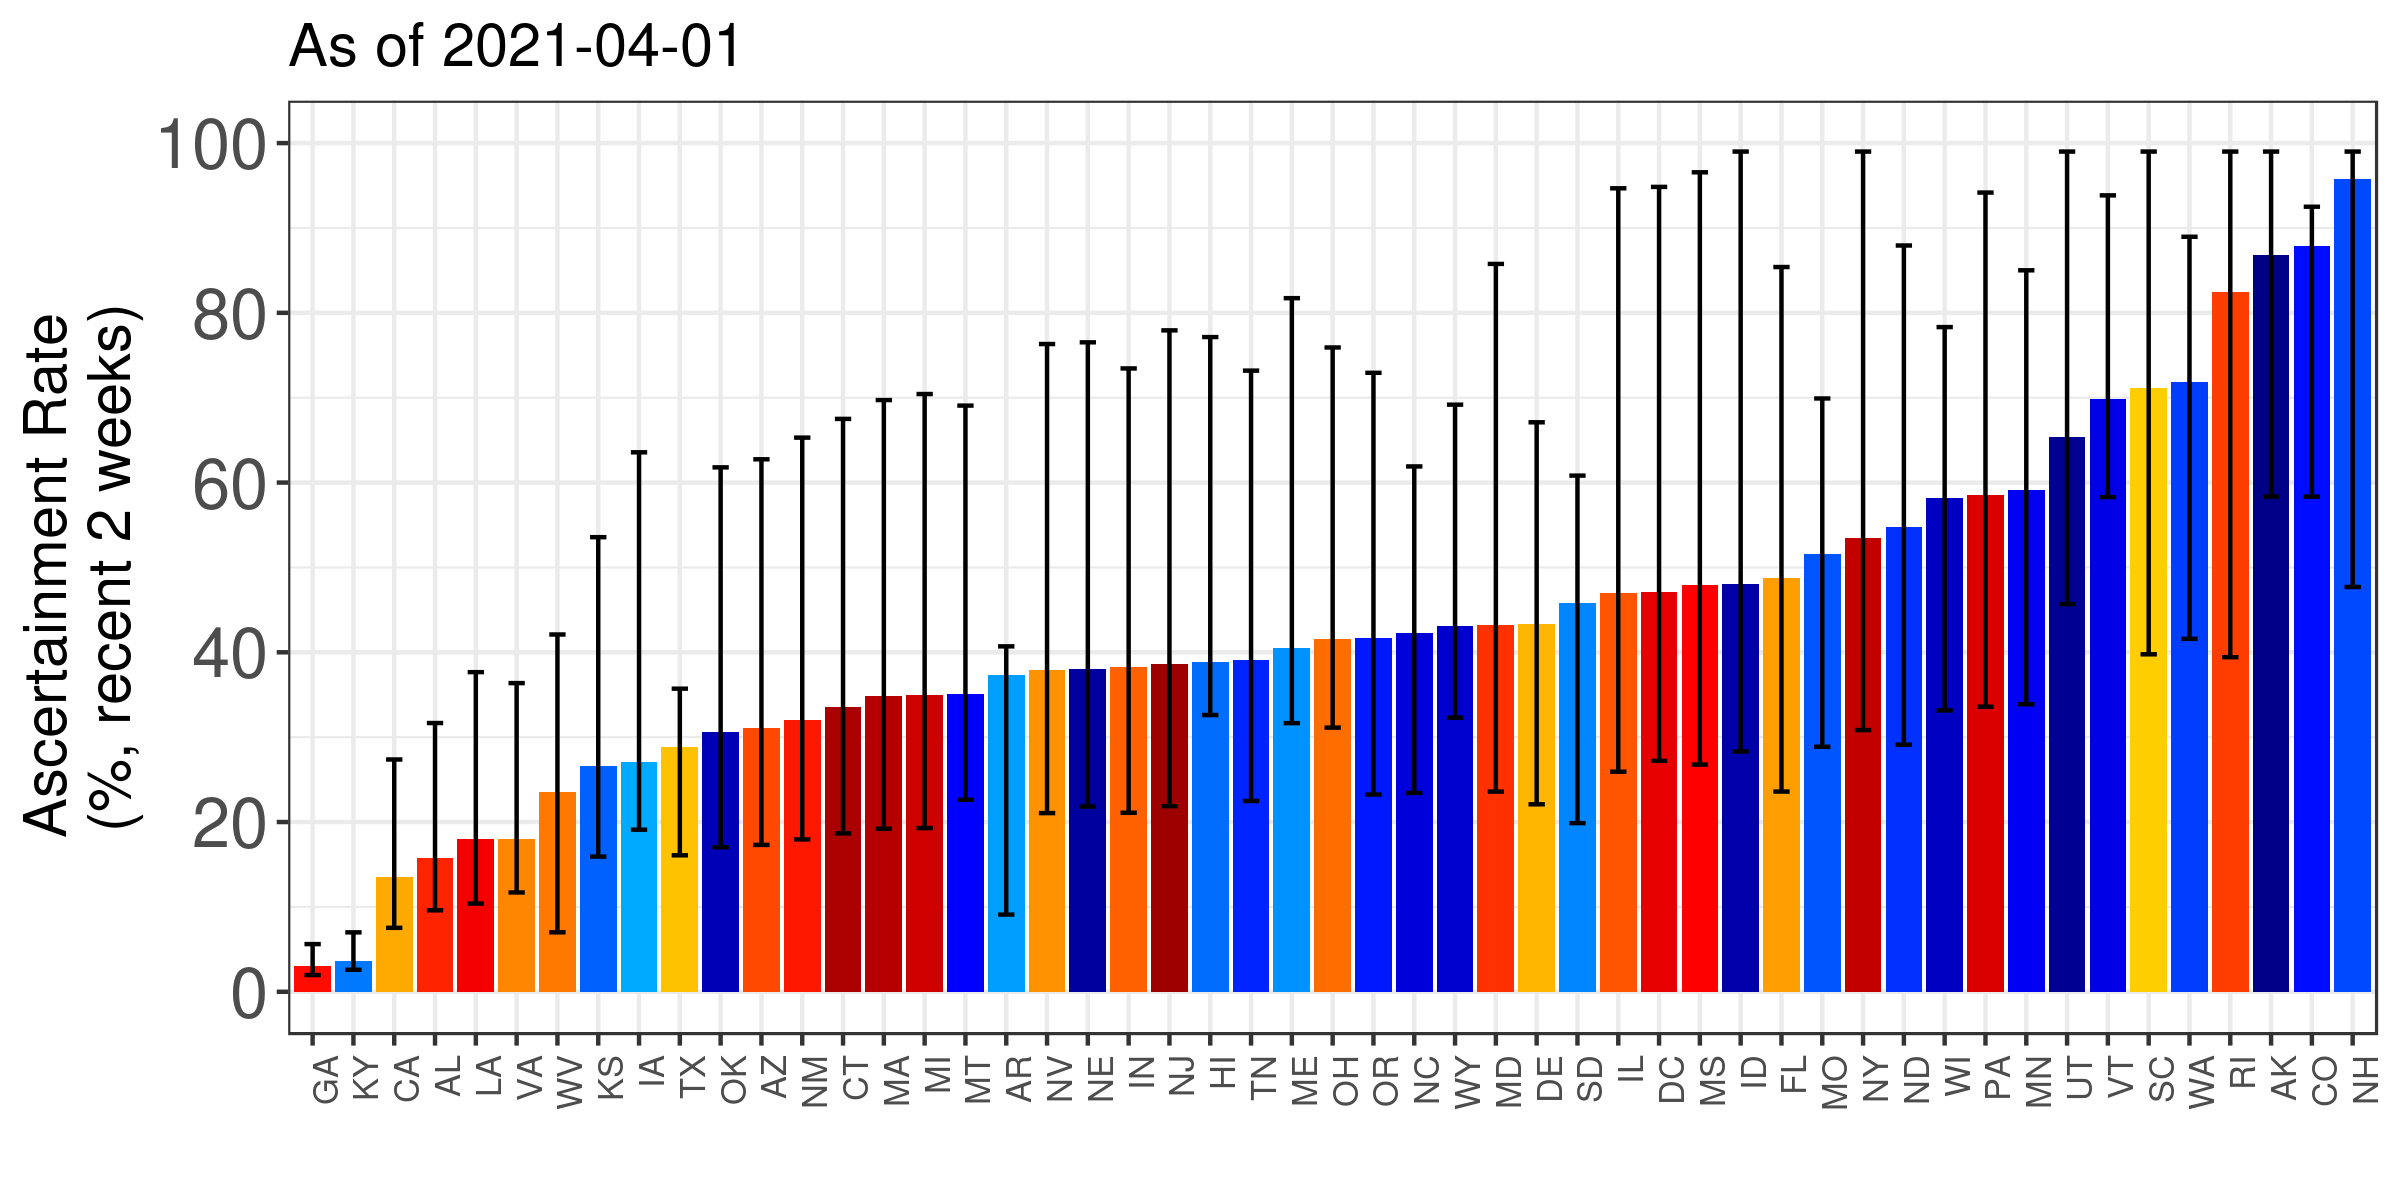 As of 2021-04-01
Ascertainment Rate
(%, recent 2 weeks)
100
80
60
40
20
0
GA KY CA AL LA VA WV KS IA TX OK AZ NM CT MA MI MT AR NV NE IN NJ HI TN ME OH OR NC WY MD DE SD IL DC MS ID FL MO NY ND WI PA MN UT VT SC WA RI AK CO NH